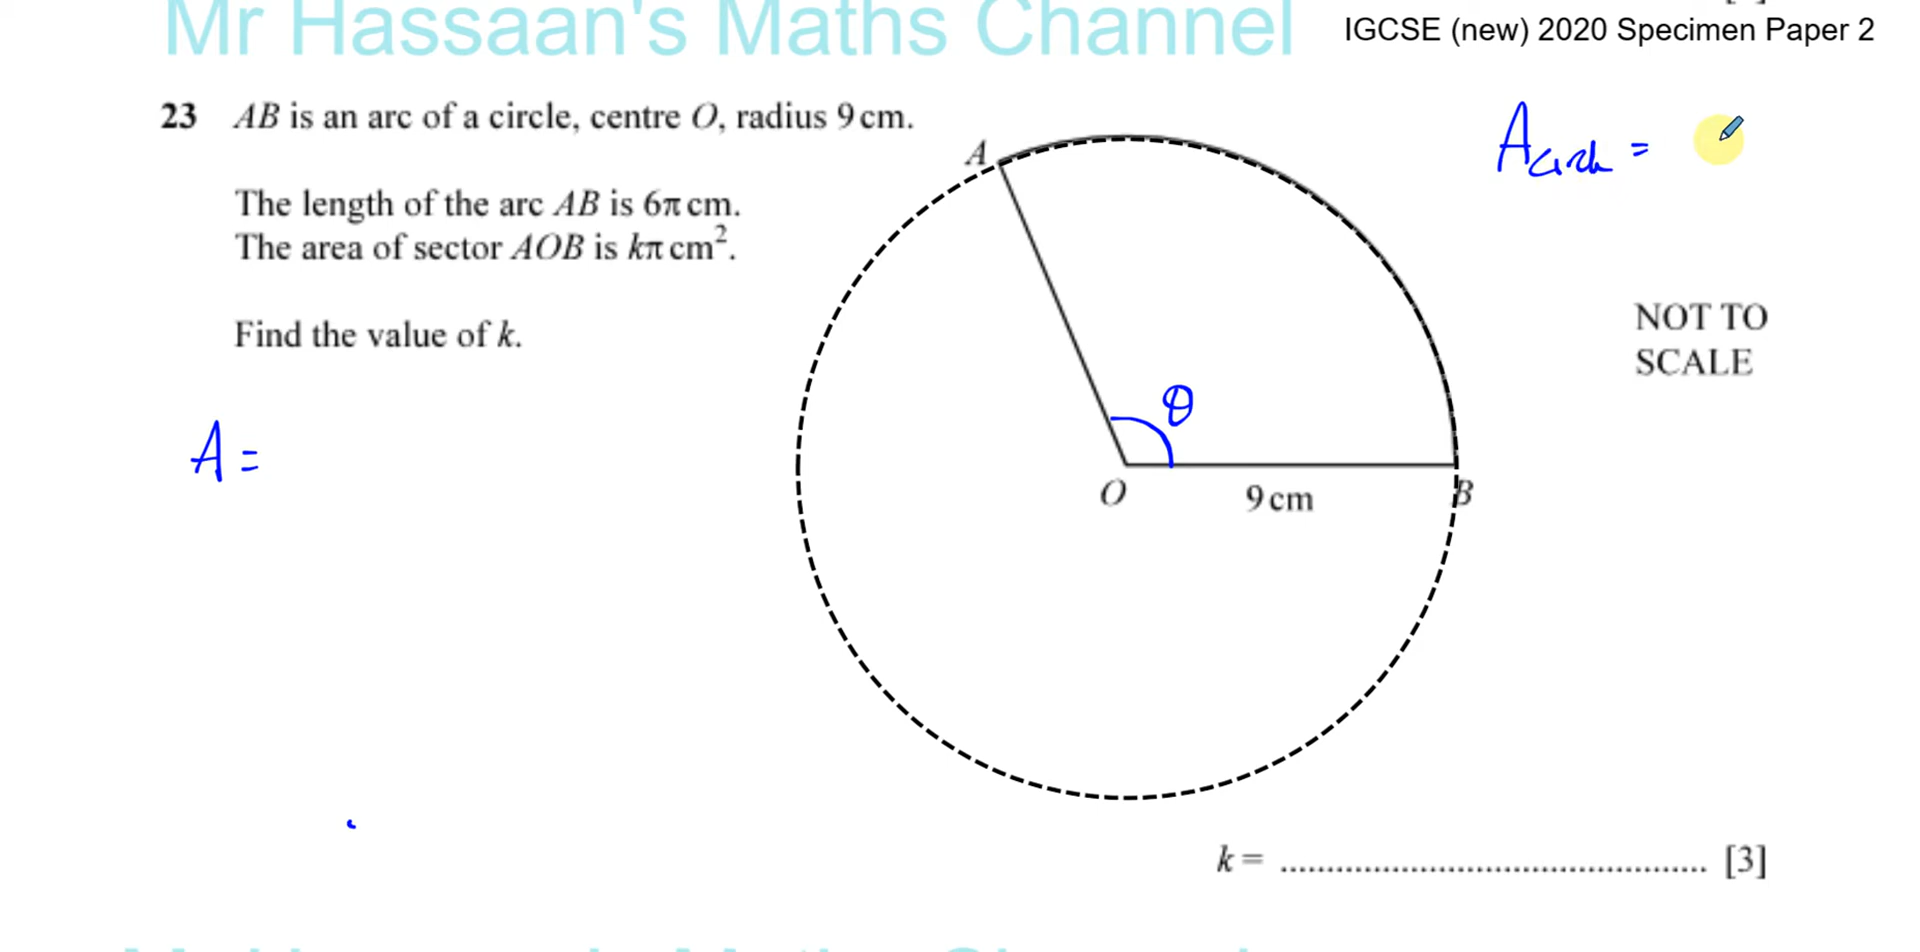 Mr Hassaan's Maths Channel
IGCSE (new) 2020 Specimen Paper 2
23 AB is an arc of a circle, centre O, radius 9 cm.
The length of the arc AB is 6π cm.
The area of sector AOB is kπ cm².
Find the value of k.
A =
A
θ
O
9 cm
B
A =
NOT TO
SCALE
k = ........................................ [3]